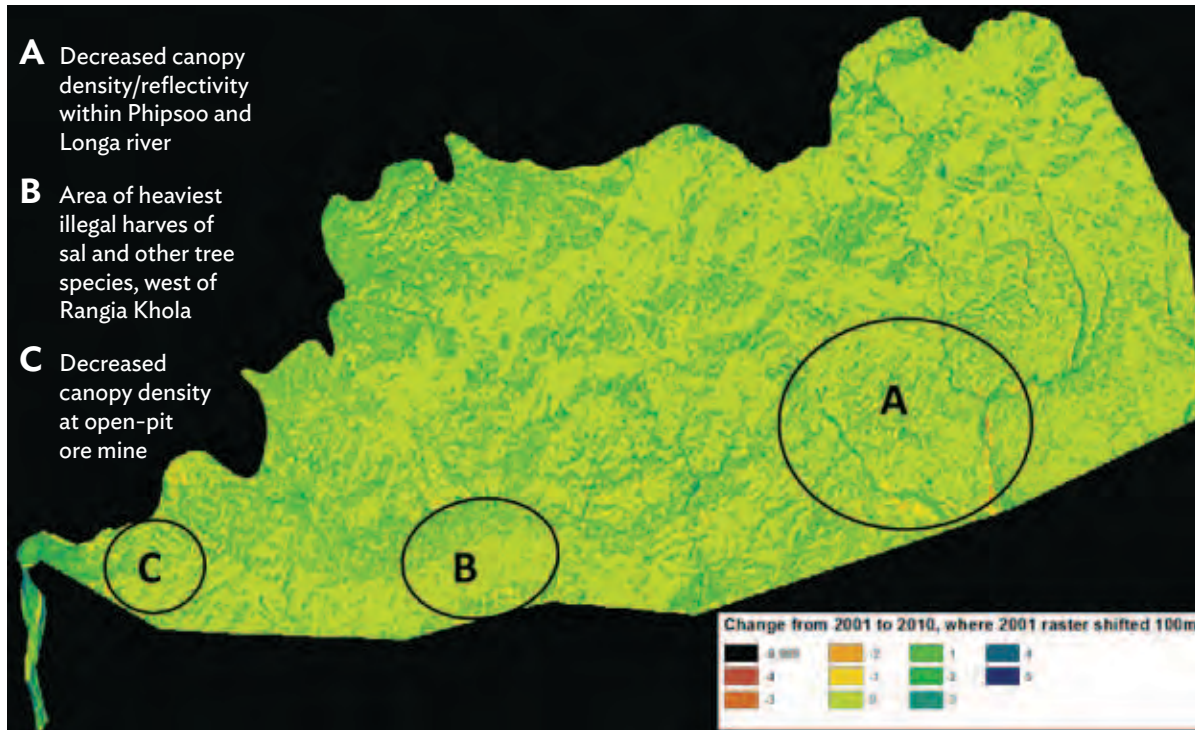 A Decreased canopy
density/reflectivity
within Phipsoo and
Longa river
B Area of heaviest
illegal harves of
sal and other tree
species, west of
Rangia Khola
C Decreased
canopy density
at open-pit
ore mine
A
B
C
Change from 2001 to 2010, where 2001 raster shifted 100m
-2 1 4
-4 -1 2 5
-3 0 3